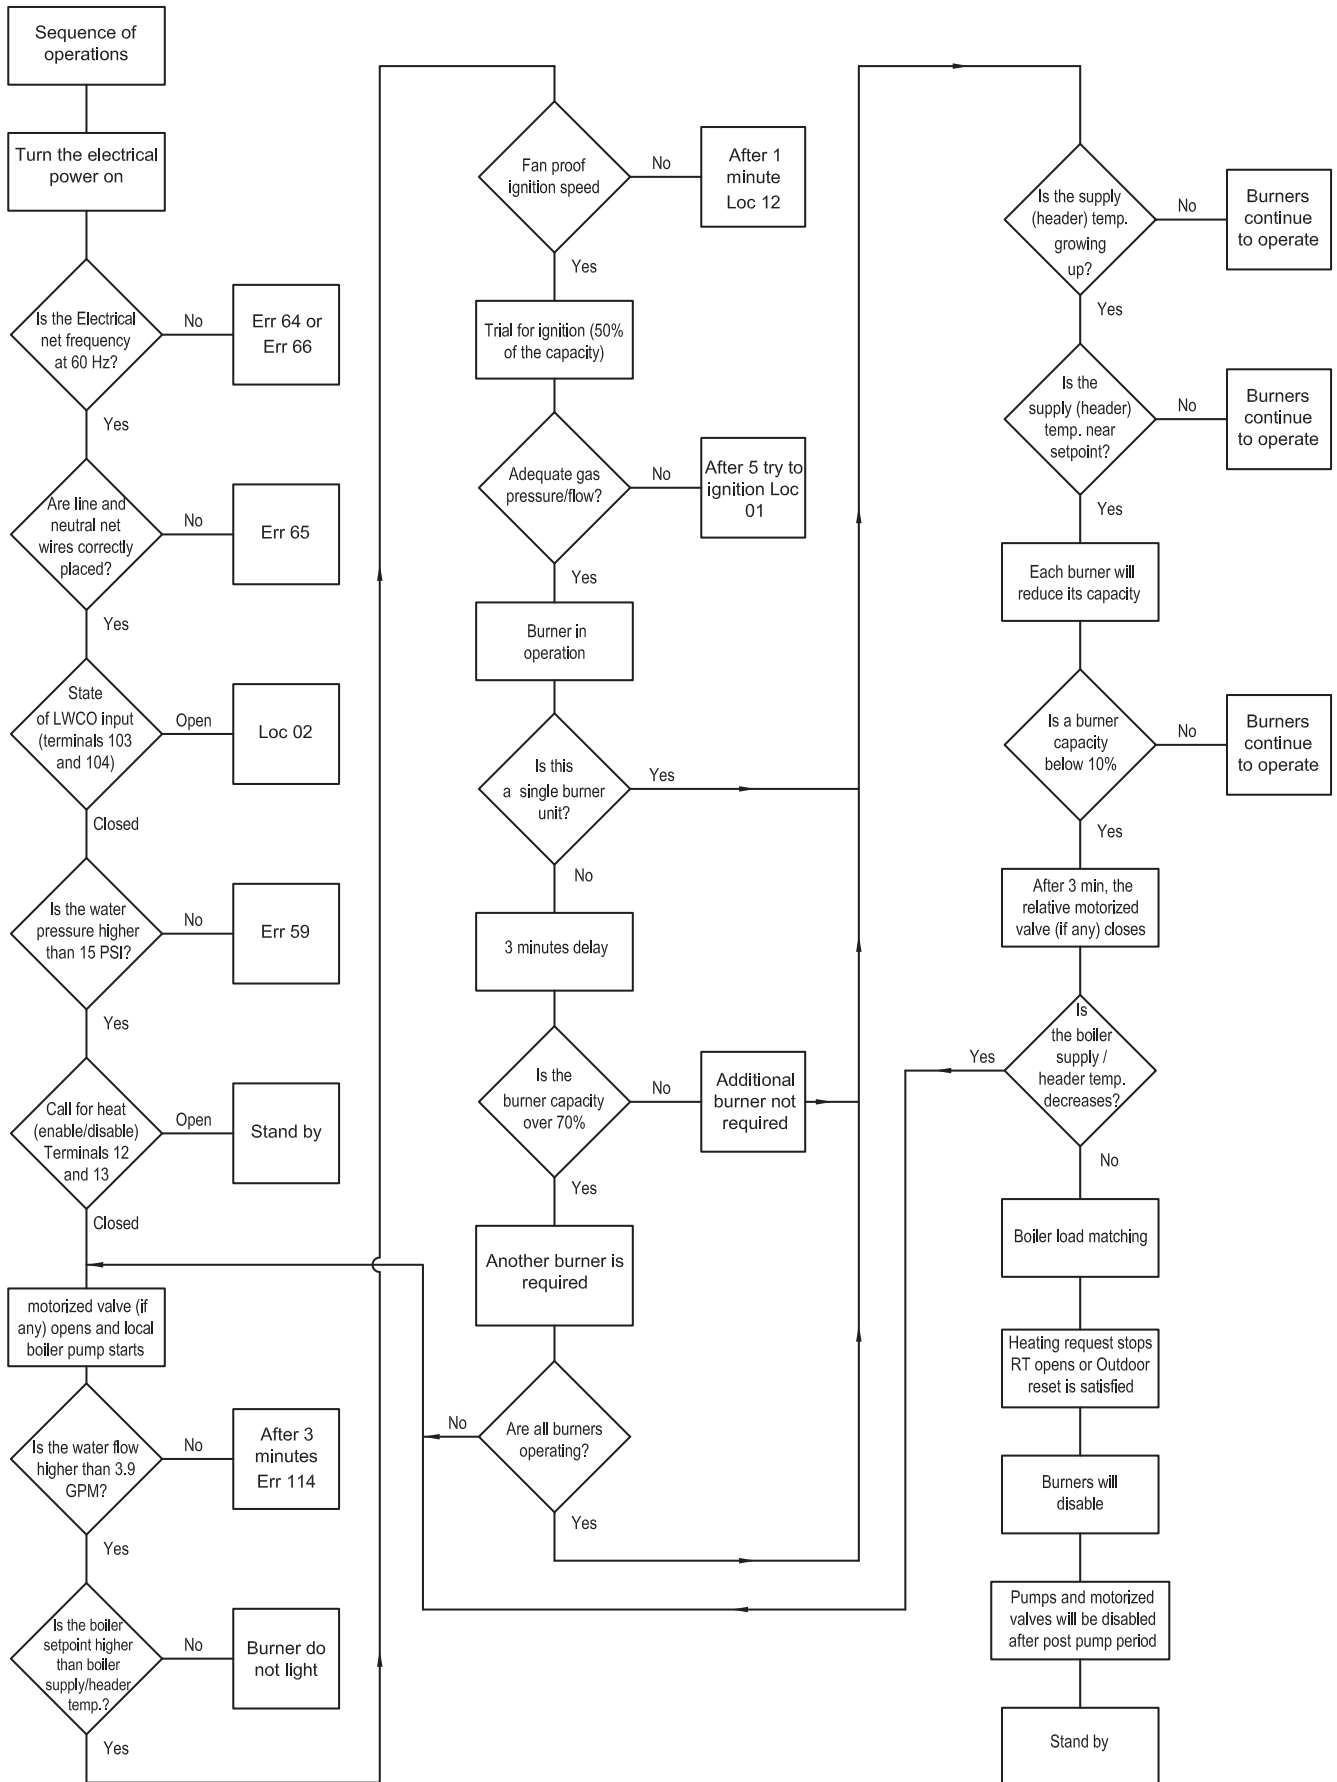 Sequence of
operations
Turn the electrical
power on
Is the Electrical
net frequency
at 60 Hz?
No
Err 64 or
Err 66
Yes
Are line and
neutral net
wires correctly
placed?
No
Err 65
Yes
State
of LWCO input
(terminals 103
and 104)
Open
Loc 02
Closed
Is the water
pressure higher
than 15 PSI?
No
Err 59
Yes
Call for heat
(enable/disable)
Terminals 12
and 13
Open
Stand by
Closed
motorized valve (if
any) opens and local
boiler pump starts
Is the water flow
higher than 3.9
GPM?
No
After 3
minutes
Err 114
Yes
Is the boiler
setpoint higher
than boiler
supply/header
temp.?
No
Burner do
not light
Yes
Fan proof
ignition speed
No
After 1
minute
Loc 12
Yes
Trial for ignition (50%
of the capacity)
Adequate gas
pressure/flow?
No
After 5 try to
ignition Loc
01
Yes
Burner in
operation
Is this
a single burner
unit?
Yes
No
3 minutes delay
Is the
burner capacity
over 70%
No
Additional
burner not
required
Yes
Another burner is
required
Are all burners
operating?
No
Yes
Is the supply
(header) temp.
growing
up?
No
Burners
continue
to operate
Yes
Is the
supply (header)
temp. near
setpoint?
No
Burners
continue
to operate
Yes
Each burner will
reduce its capacity
Is a burner
capacity
below 10%
No
Burners
continue
to operate
Yes
After 3 min, the
relative motorized
valve (if any) closes
Is
the boiler
supply /
header temp.
decreases?
Yes
No
Boiler load matching
Heating request stops
RT opens or Outdoor
reset is satisfied
Burners will
disable
Pumps and motorized
valves will be disabled
after post pump period
Stand by